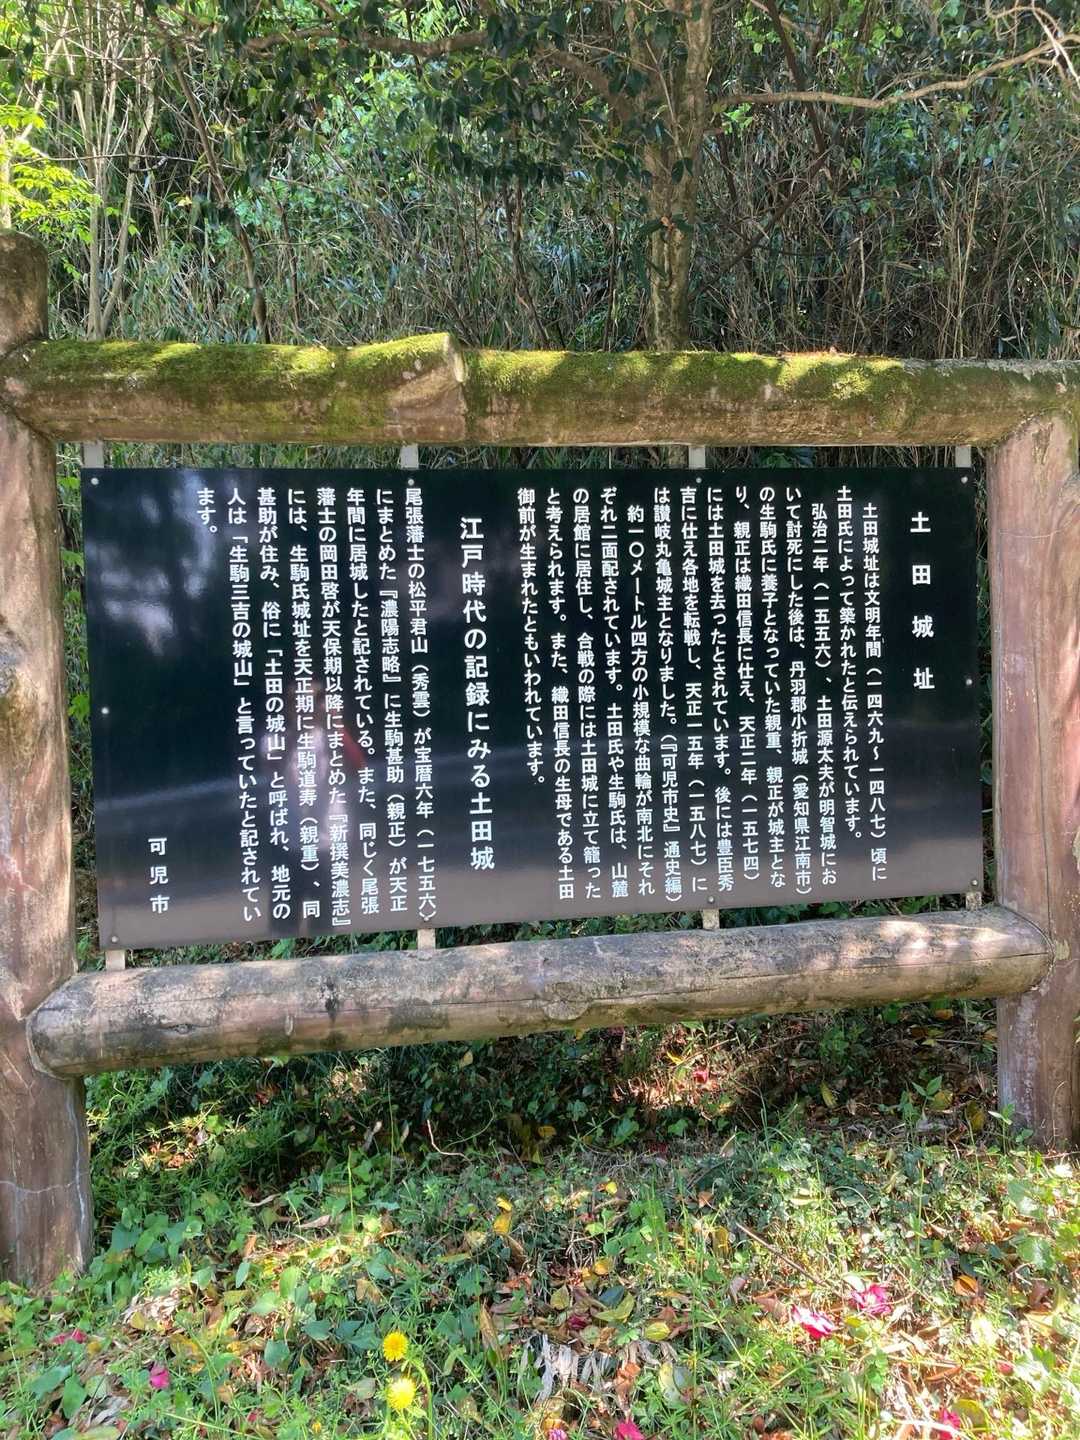 土田城址
土田城址は文明年間（一四六九～一四八七）頃に
土田氏によって築かれたと伝えられています。
弘治二年（一五五六）、土田源太夫が明智城にお
いて討死にした後は、丹羽郡小折城（愛知県江南市）
の生駒氏に養子となっていた親重、親正が城主とな
り、親正は織田信長に仕え、天正二年（一五七四）
には土田城を去ったとされています。後には豊臣秀
吉に仕え各地を転戦し、天正一五年（一五八七）に
は讃岐丸亀城主となりました。（『可児市史』通史編）
約一〇メートル四方の小規模な曲輪が南北にそれ
ぞれ二面配されています。土田氏や生駒氏は、山麓
の居館に居住し、合戦の際には土田城に立て籠った
と考えられます。また、織田信長の生母である土田
御前が生まれたともいわれています。
江戸時代の記録にみる土田城
尾張藩士の松平君山（秀雲）が宝暦六年（一七五六）
にまとめた『濃陽志略』に生駒甚助（親正）が天正
年間に居城したと記されている。また、同じく尾張
藩士の岡田啓が天保期以降にまとめた『新撰美濃志』
には、生駒氏城址を天正期に生駒道寿（親重）、同
甚助が住み、俗に「土田の城山」と呼ばれ、地元の
人は「生駒三吉の城山」と言っていたと記されてい
ます。
可児市